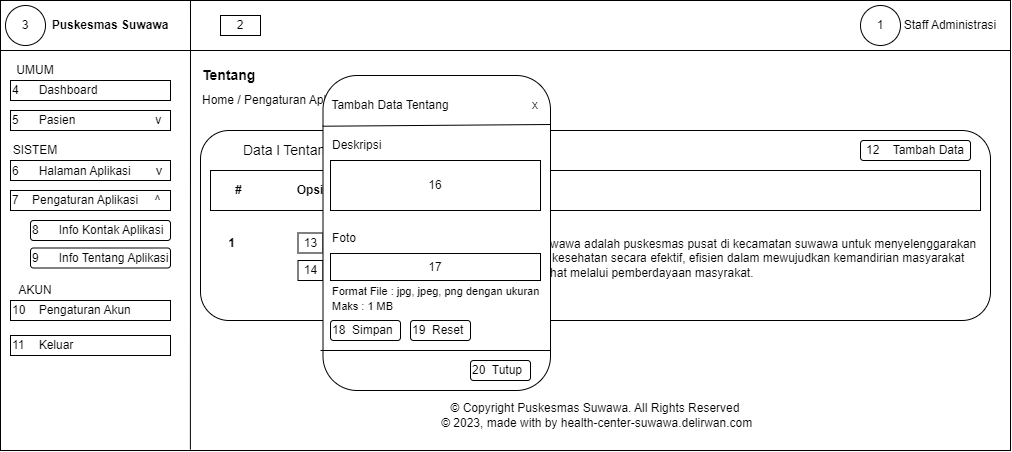 3 Puskesmas Suwawa
2
1 Staff Administrasi
UMUM
4 Dashboard
5 Pasien v
SISTEM
6 Halaman Aplikasi v
7 Pengaturan Aplikasi ^
8 Info Kontak Aplikasi
9 Info Tentang Aplikasi
AKUN
10 Pengaturan Akun
11 Keluar
Tentang
Home / Pengaturan Ap
Data I Tentan
12 Tambah Data
# Opsi
1
13
14
wawa adalah puskesmas pusat di kecamatan suwawa untuk menyelenggarakan
kesehatan secara efektif, efisien dalam mewujudkan kemandirian masyarakat
hat melalui pemberdayaan masyrakat.
Tambah Data Tentang x
Deskripsi
16
Foto
17
Format File : jpg, jpeg, png dengan ukuran
Maks : 1 MB
18 Simpan
19 Reset
20 Tutup
© Copyright Puskesmas Suwawa. All Rights Reserved
© 2023, made with by health-center-suwawa.delirwan.com